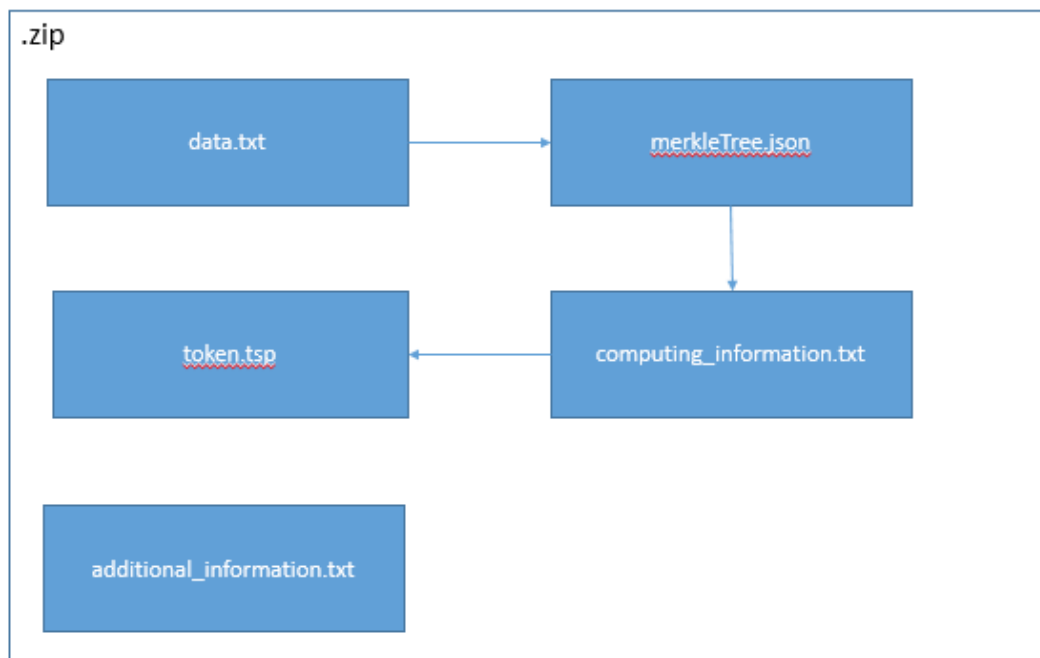 .zip
data.txt
merkleTree.json
token.tsp
computing_information.txt
additional_information.txt